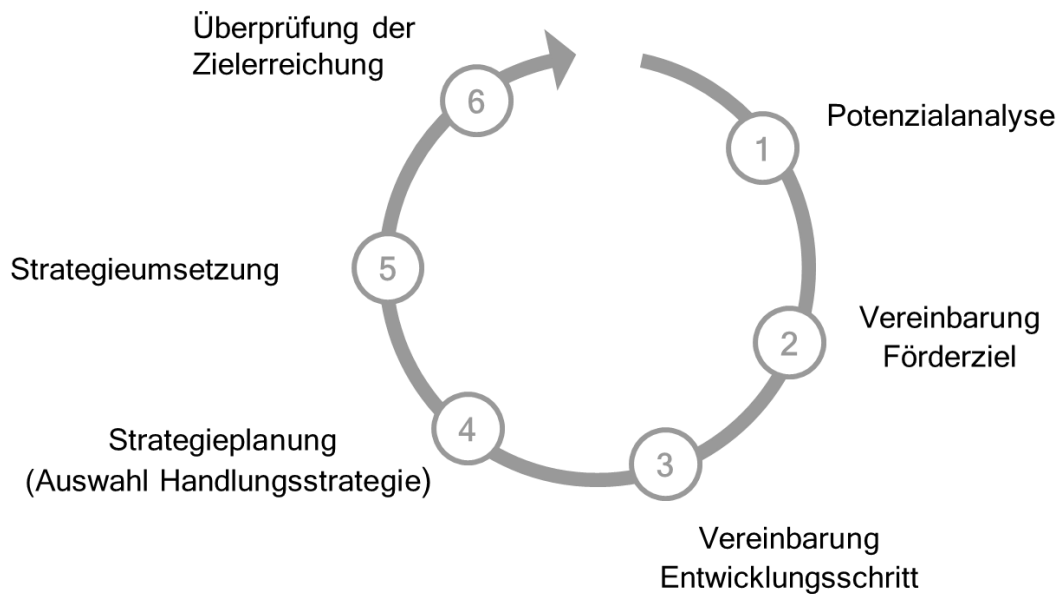 1
Potenzialanalyse
2
Vereinbarung
Förderziel
3
Vereinbarung
Entwicklungsschritt
4
Strategieplanung
(Auswahl Handlungsstrategie)
5
Strategieumsetzung
6
Überprüfung der
Zielerreichung